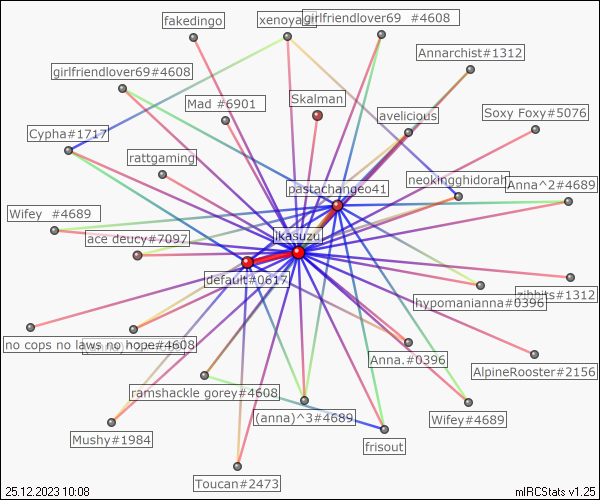 fakedingo
xenoya
girlfriendlover69 #4608
Annarchist#1312
girlfriendlover69#4608
Mad #6901
Skalman
avelicious
Soxy Foxy#5076
Cypha#1717
rattgaming
pastachangeo41
neokingghidorah
Anna^2#4689
Wifey #4689
ace deucy#7097
ikasuzu
default#0617
zibbits#1312
hypomanianna#0396
no cops no laws no hope#4608
Anna.#0396
AlpineRooster#2156
ramshackle gorey#4608
(anna)^3#4689
Wifey#4689
Mushy#1984
frisout
Toucan#2473
25.12.2023 10:08
mIRCStats v1.25